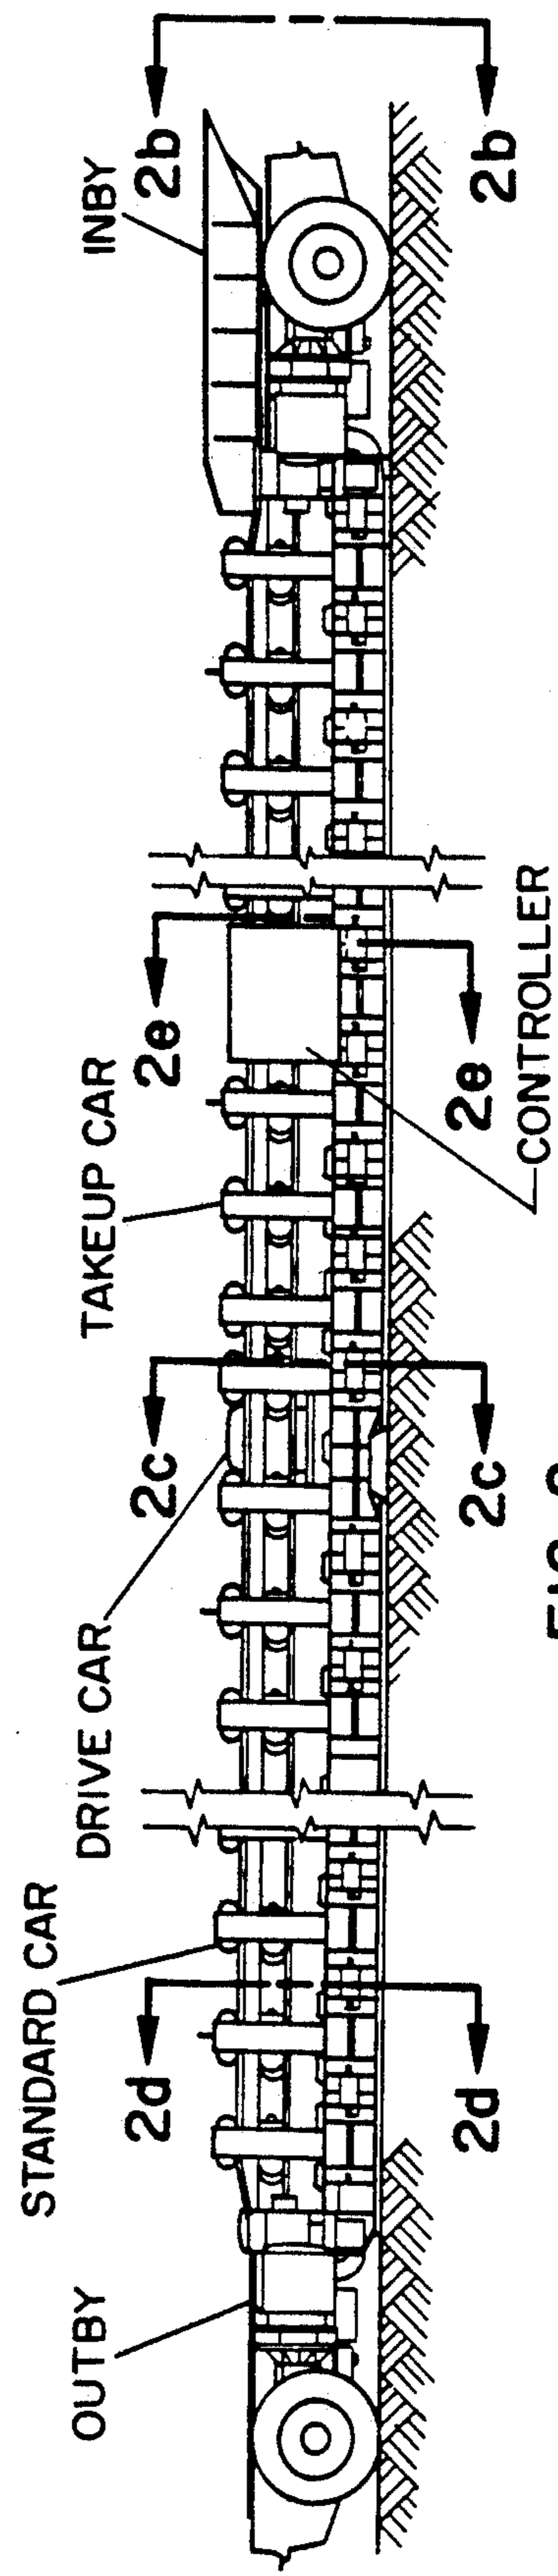 OUTBY
STANDARD CAR
DRIVE CAR
TAKEUP CAR
INBY
2d
2c
2e
2b
2d
2c
2e
2b
CONTROLLER